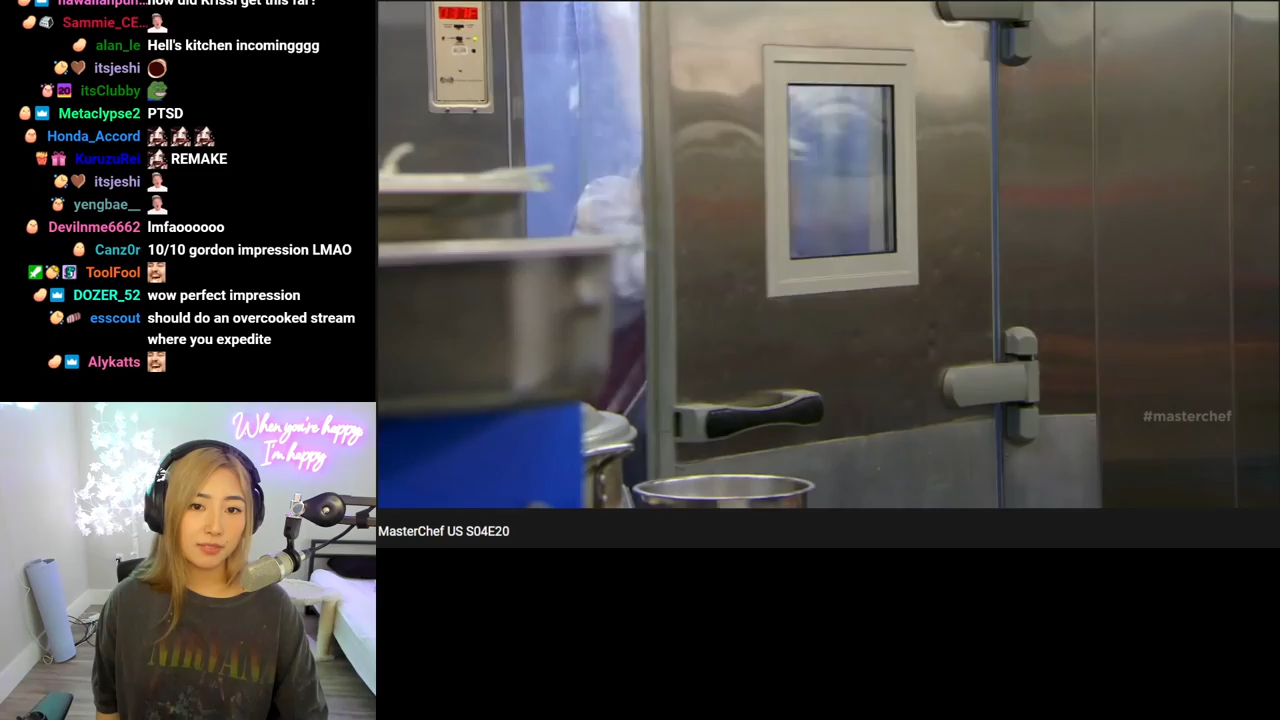 how did Krissi get this far?
Sammie_CE...
alan_le Hell's kitchen incomingggg
itsjeshi
itsClubby
Metaclypse2 PTSD
Honda_Accord
KuruzuRei REMAKE
itsjeshi
yengbae__
Devilnme6662 lmfaoooooo
Canz0r 10/10 gordon impression LMAO
ToolFool
DOZER_52 wow perfect impression
esscout should do an overcooked stream
where you expedite
Alykatts
When you're happy
I'm happy
NIRVANA
#masterchef
MasterChef US S04E20